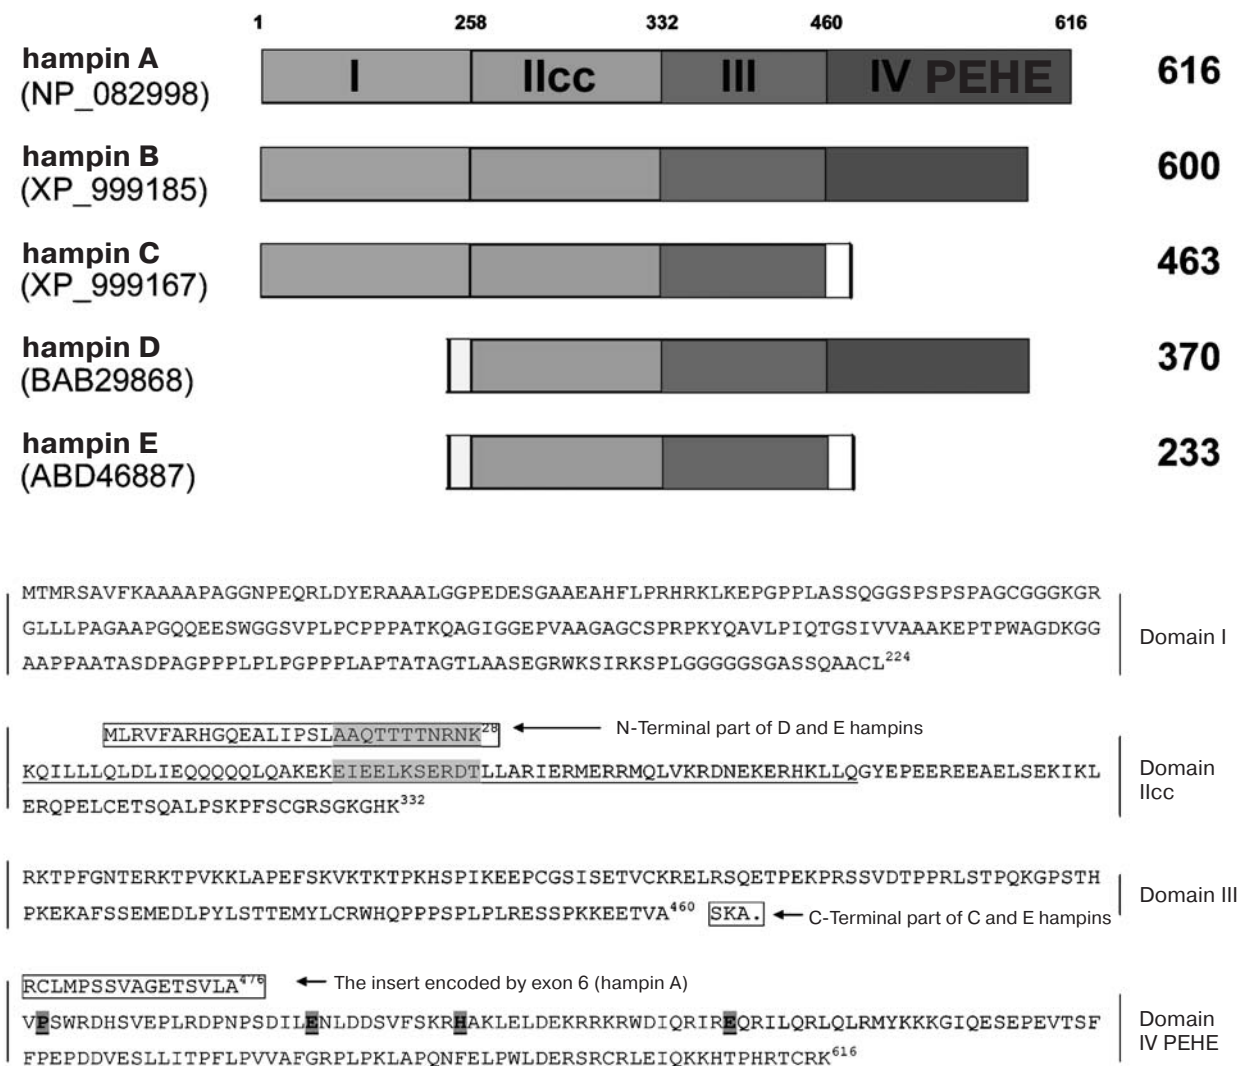 1 258 332 460 616
hampin A
(NP_082998)
I IIcc III IV PEHE
616
hampin B
(XP_999185)
600
hampin C
(XP_999167)
463
hampin D
(BAB29868)
370
hampin E
(ABD46887)
233
MTMRSAVFKAAAAPAGGNPEQRLDYERAAALGGPEDESGAAEAHFLPRHRKLKEPGPPLASSQGGSPSPSPAGCGGGKGR
GLLLPAGAAPGQQEESWGGSVPLPCPPPATKQAGIGGEPVAAGAGCSPRPKYQAVLPIQTGSIVVAAAKEPTPWAGDKGG
Domain I
AAPPAATASDPAGPPPLPLPGPPPLAPTATAGTLAASEGRWKSIRKSPLGGGGGSGASSQAACL224
MLRVFARHGQEALIPSLAAQTTTTNRNK28 N-Terminal part of D and E hampins
KQILLLQLDLIEQQQQQLQAKEKEIEELKSERDTLLARIERMERRMQLVKRDNEKERHKLLQGYEPEEREEAELSEKIKL
Domain
IIcc
ERQPELCETSQALPSKPFSCGRSGKGHK332
RKTPFGNTERKTPVKKLAPEFSKVKTKTPKHSPIKEEPCGSISETVCKRELRSQETPEKPRSSVDTPPRLSTPQKGPSTH
Domain III
PKEKAFSSEMEDLPYLSTTEMYLCRWHQPPPSPLPLRESSPKKEETVA460 SKA. C-Terminal part of C and E hampins
RCLMPSSVAGETSVLA476 The insert encoded by exon 6 (hampin A)
VPSWRDHSVEPLRDPNPSDILENLDDSVFSKRHAKLELDEKRRKRWDIQRIREQRILQRLQLRMYKKKGIQESEPEVTSF
Domain
IV PEHE
FPEPDDVESLLITPFLPVVAFGRPLPKLAPQNFELPWLDERSRCRLEIQKKHTPHRTCRK616